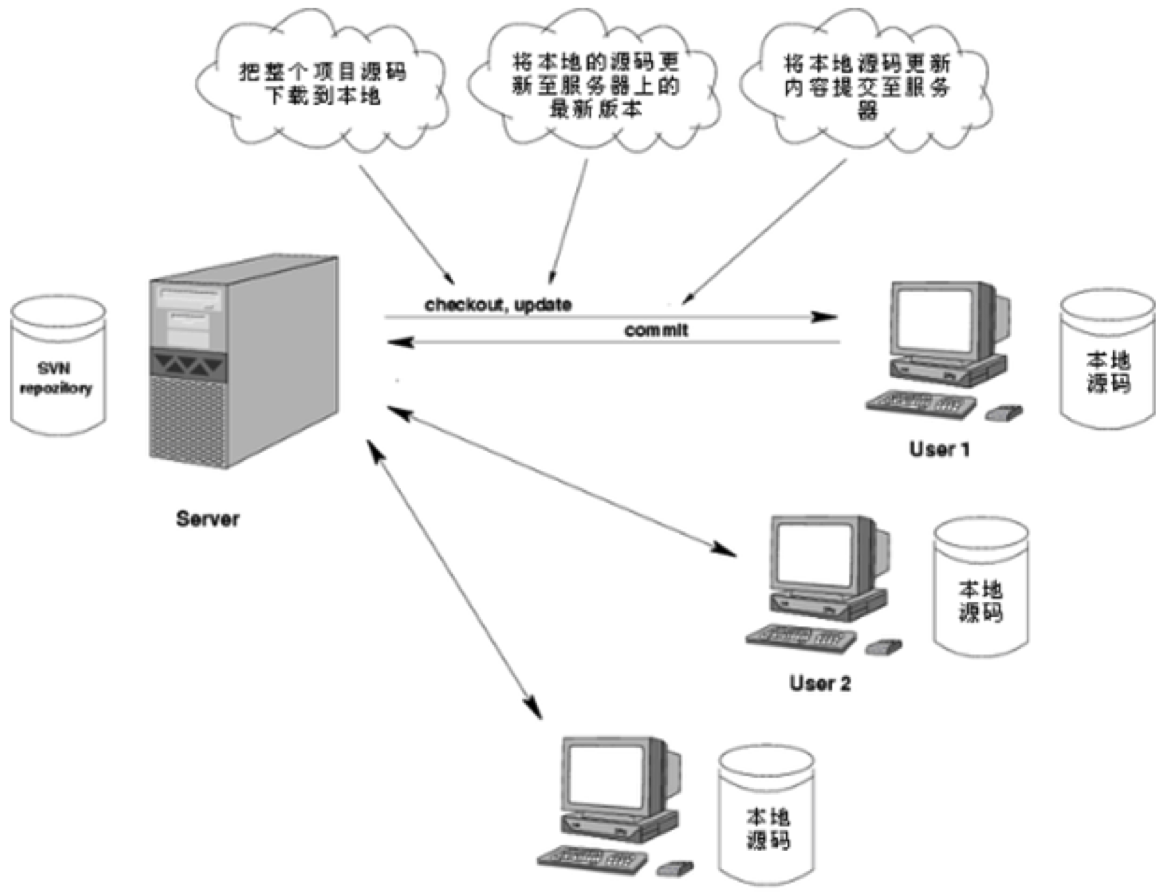 把整个项目源码
下载到本地
将本地的源码更
新至服务器上的
最新版本
将本地源码更新
内容提交至服务
器
checkout, update
commit
SVN
repozitory
本地
源码
User 1
Server
本地
源码
User 2
本地
源码